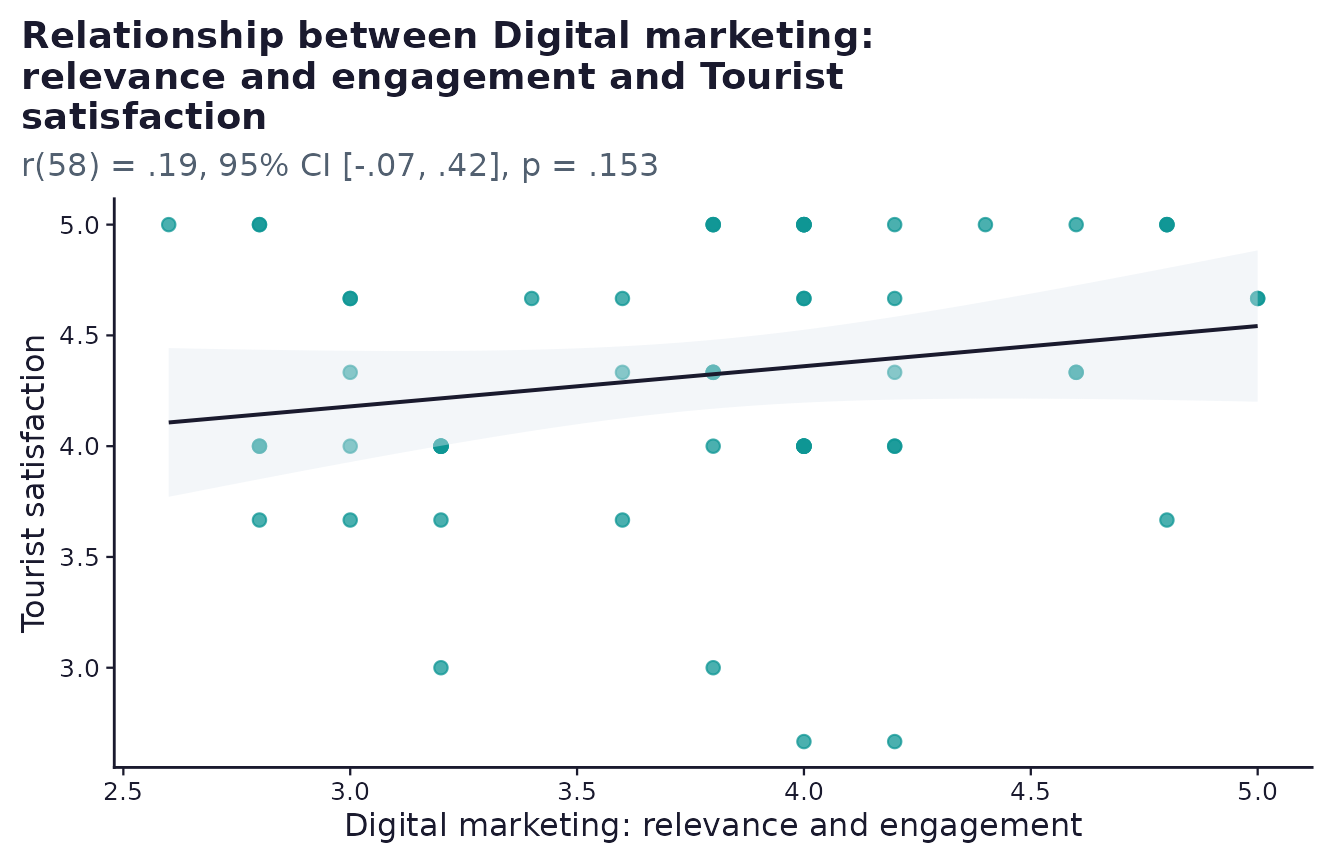 Relationship between Digital marketing:
relevance and engagement and Tourist
satisfaction
r(58) = .19, 95% CI [-.07, .42], p = .153
Tourist satisfaction
5.0
4.5
4.0
3.5
3.0
2.5
3.0
3.5
4.0
4.5
5.0
Digital marketing: relevance and engagement